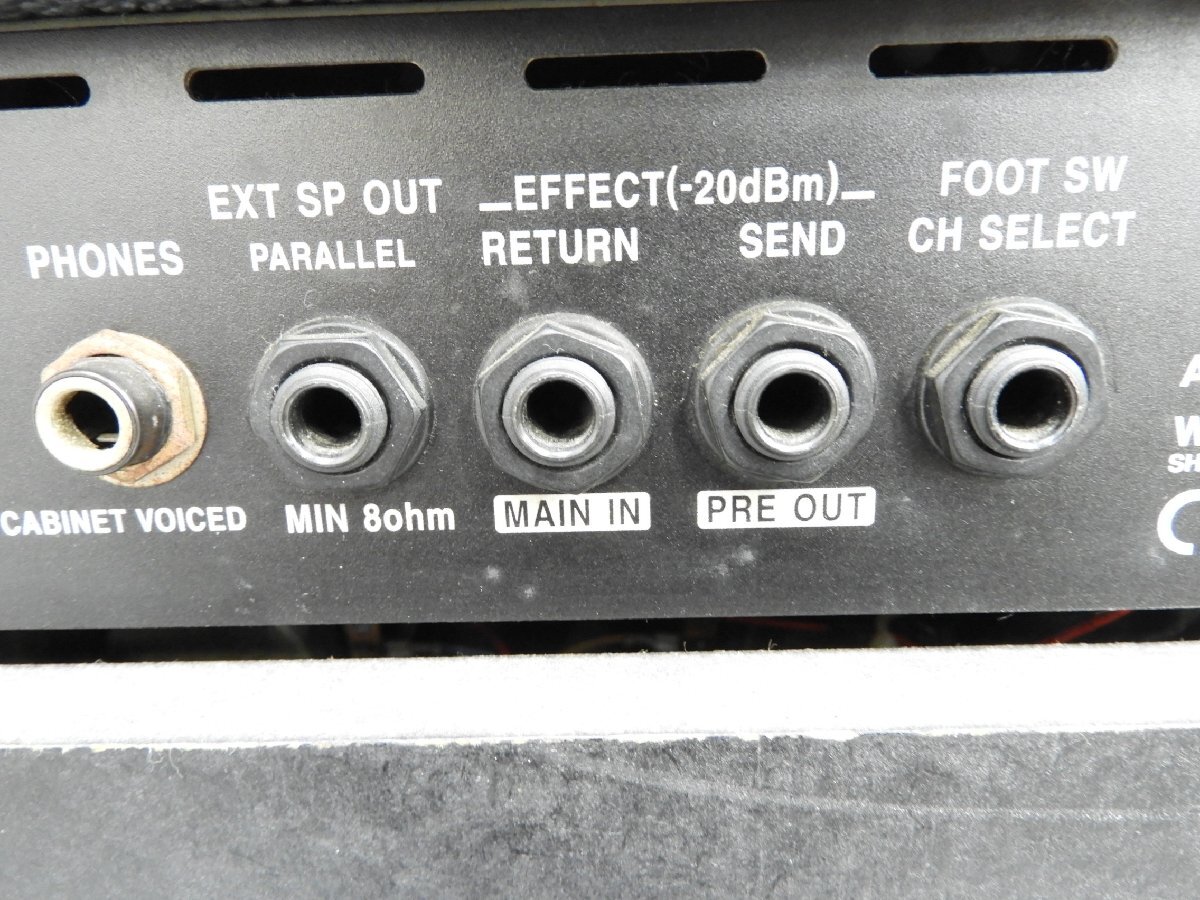 EXT SP OUT
EFFECT(-20dBm)
FOOT SW
PHONES
PARALLEL
RETURN
SEND
CH SELECT
CABINET VOICED
MIN 8ohm
MAIN IN
PRE OUT